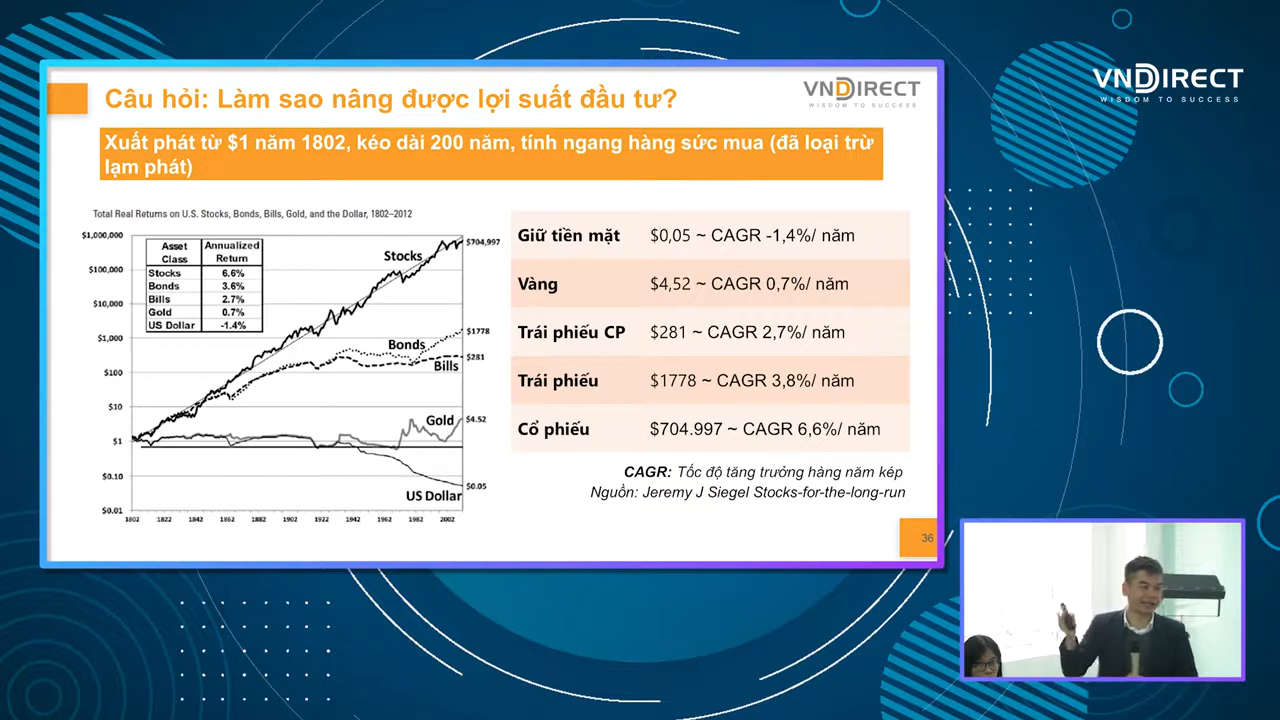 Câu hỏi: Làm sao nâng được lợi suất đầu tư?
VNDIRECT
WISDOM TO SUCCESS
VNDIRECT
WISDOM TO SUCCESS
Xuất phát từ $1 năm 1802, kéo dài 200 năm, tính ngang hàng sức mua (đã loại trừ
lạm phát)
Total Real Returns on U.S. Stocks, Bonds, Bills, Gold, and the Dollar, 1802–2012
$1,000,000
$100,000
$10,000
$1,000
$100
$10
$1
$0.10
$0.01
Asset Class Annualized Return
Stocks 6.6%
Bonds 3.6%
Bills 2.7%
Gold 0.7%
US Dollar -1.4%
Stocks
$704,997
Bonds
$1778
Bills
$281
Gold
$4.52
US Dollar
$0.05
1802 1822 1842 1862 1882 1902 1922 1942 1962 1982 2002
Giữ tiền mặt $0,05 ~ CAGR -1,4%/ năm
Vàng $4,52 ~ CAGR 0,7%/ năm
Trái phiếu CP $281 ~ CAGR 2,7%/ năm
Trái phiếu $1778 ~ CAGR 3,8%/ năm
Cổ phiếu $704.997 ~ CAGR 6,6%/ năm
CAGR: Tốc độ tăng trưởng hàng năm kép
Nguồn: Jeremy J Siegel Stocks-for-the-long-run
36